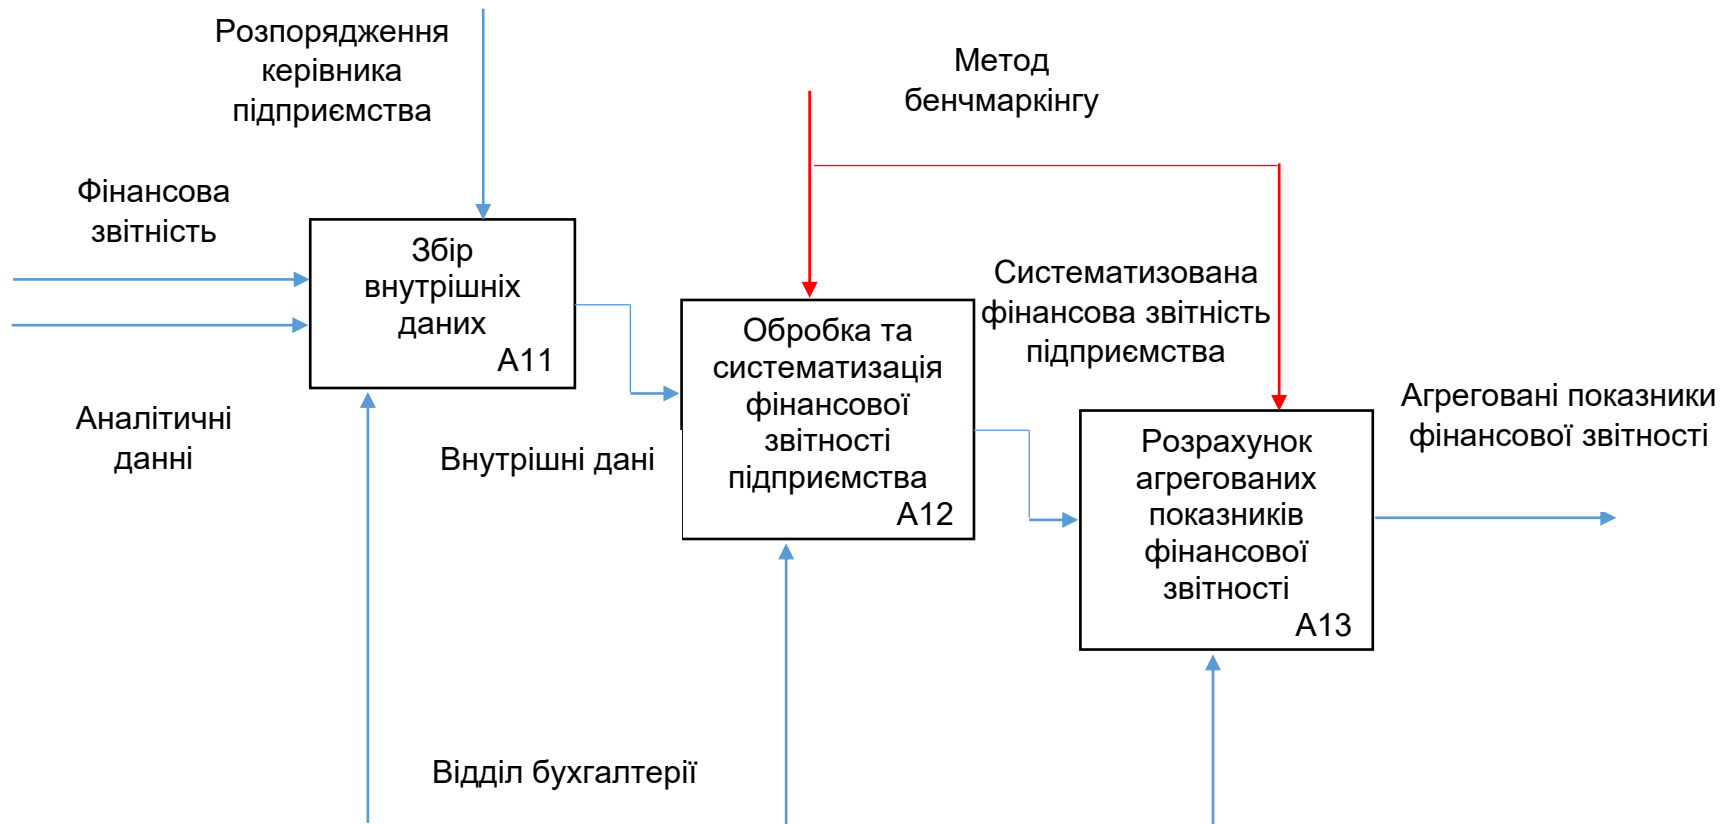 Розпорядження
керівника
підприємства
Метод
бенчмаркінгу
Фінансова
звітність
Збір
внутрішніх
даних
А11
Систематизована
фінансова звітність
підприємства
Обробка та
систематизація
фінансової
звітності
підприємства
А12
Аналітичні
данні
Внутрішні дані
Агреговані показники
фінансової звітності
Розрахунок
агрегованих
показників
фінансової
звітності
А13
Відділ бухгалтерії